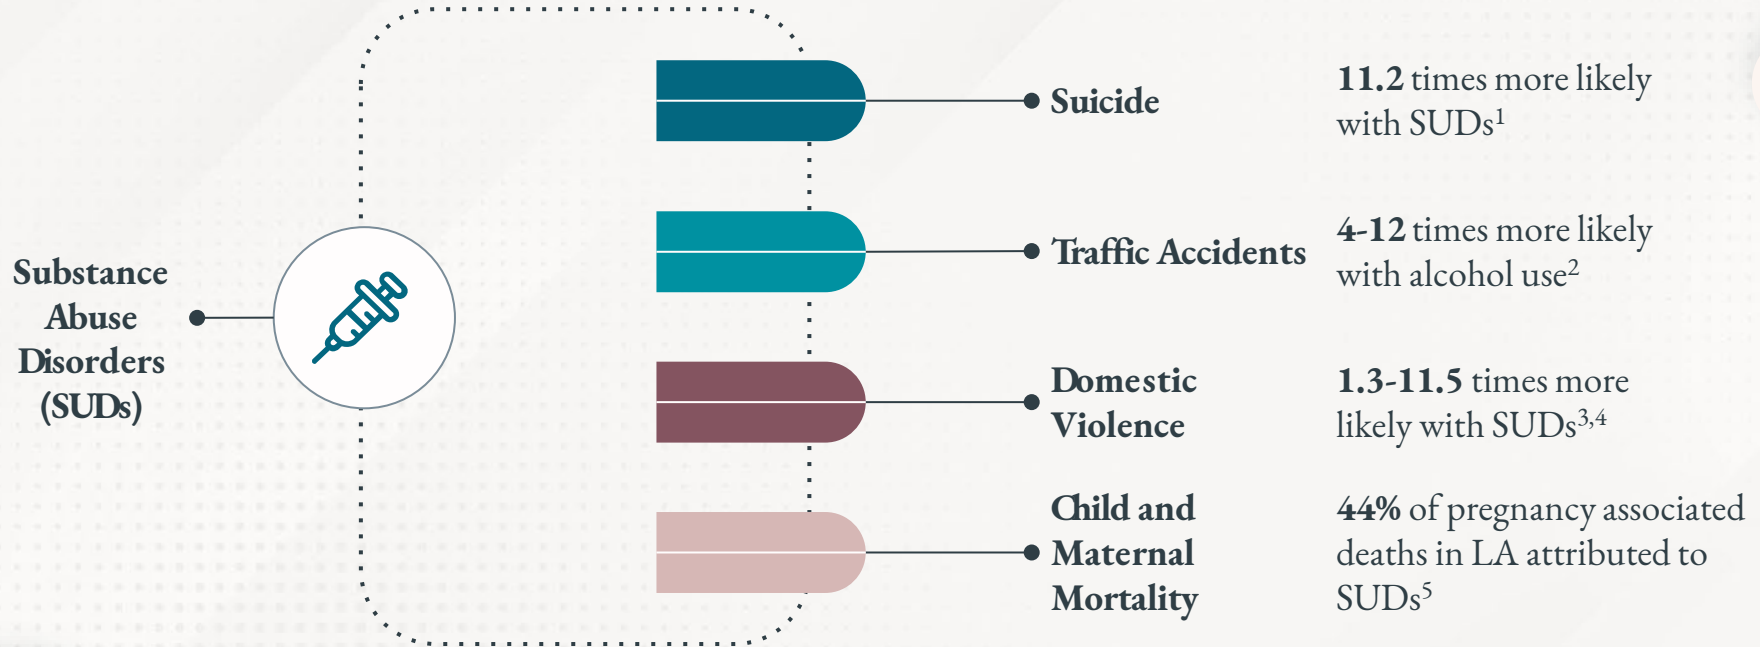 Substance
Abuse
Disorders
(SUDs)
Suicide
11.2 times more likely
with SUDs¹
Traffic Accidents
4-12 times more likely
with alcohol use²
Domestic
Violence
1.3-11.5 times more
likely with SUDs³,⁴
Child and
Maternal
Mortality
44% of pregnancy associated
deaths in LA attributed to
SUDs⁵